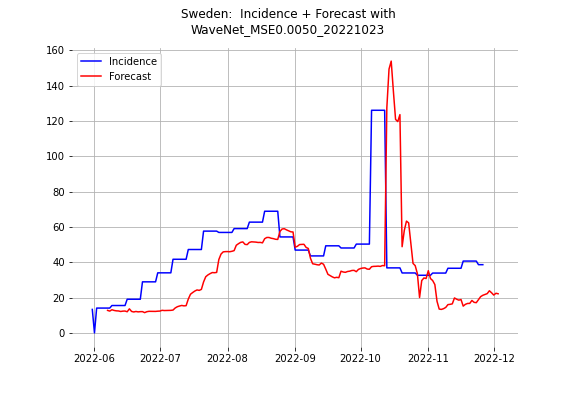 Sweden:  Incidence + Forecast with
WaveNet_MSE0.0050_20221023
160
140
120
100
80
60
40
20
0
Incidence
Forecast
2022-06 2022-07 2022-08 2022-09 2022-10 2022-11 2022-12